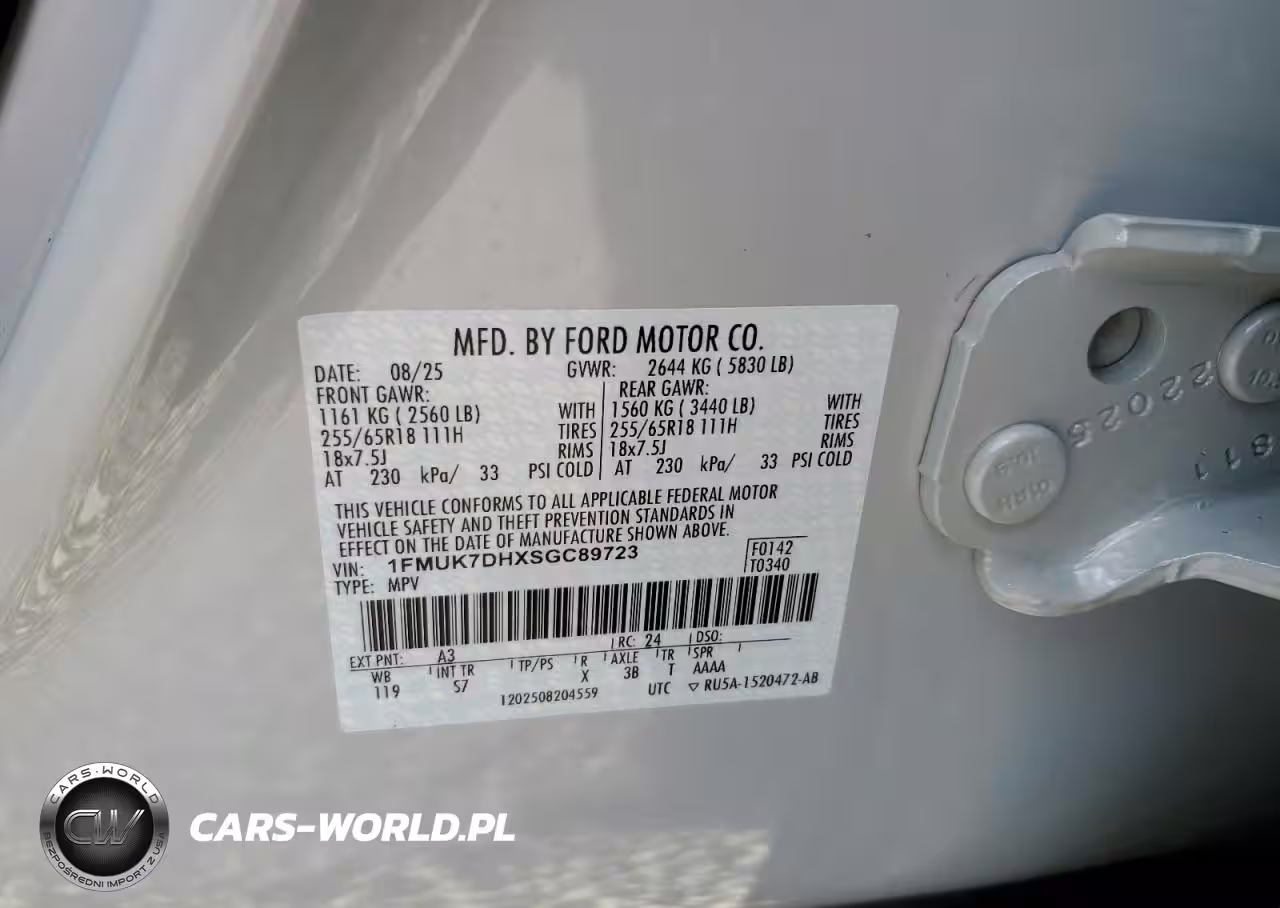 MFD. BY FORD MOTOR CO.
DATE: 08/25 GVWR: 2644 KG ( 5830 LB)
FRONT GAWR: REAR GAWR:
1161 KG ( 2560 LB) WITH 1560 KG ( 3440 LB) WITH
255/65R18 111H TIRES 255/65R18 111H TIRES
18x7.5J RIMS 18x7.5J RIMS
AT 230 kPa/ 33 PSI COLD AT 230 kPa/ 33 PSI COLD
THIS VEHICLE CONFORMS TO ALL APPLICABLE FEDERAL MOTOR
VEHICLE SAFETY AND THEFT PREVENTION STANDARDS IN
EFFECT ON THE DATE OF MANUFACTURE SHOWN ABOVE.
VIN: 1FMUK7DHXSGC89723 F0142
TYPE: MPV T0340
EXT PNT: A3 RC: 24 DSO:
WB INT TR TP/PS R AXLE TR SPR
119 S7 X 3B T AAAA
1202508204559 UTC ▽ RU5A-1520472-AB
22025
CARS-WORLD
CW
BEZPOŚREDNI IMPORT Z USA
CARS-WORLD.PL